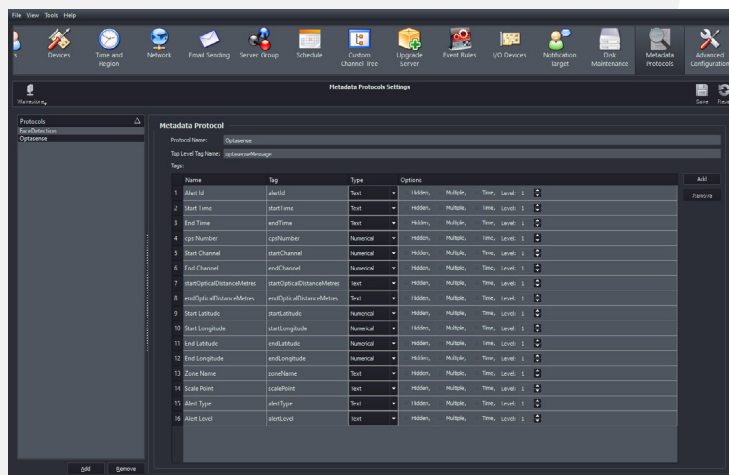 File View Tools Help
Devices
Time and Region
Network
Email Sending
Server Group
Schedule
Custom Channel Tree
Upgrade Server
Event Rules
I/O Devices
Notification Target
Disk Maintenance
Metadata Protocols
Advanced Configuration
Metadata Protocols Settings
Save
Protocols
FaceDetection
Optasense
Metadata Protocol
Protocol Name: Optasense
Top Level Tag Name: optasenseMessage
Tags:
Name Tag Type Options
Add
Remove
1 Alert Id alertId Text Hidden, Multiple, Time, Level: 1
2 Start Time startTime Text Hidden, Multiple, Time, Level: 1
3 End Time endTime Text Hidden, Multiple, Time, Level: 1
4 cps Number cpsNumber Numerical Hidden, Multiple, Time, Level: 1
5 Start Channel startChannel Numerical Hidden, Multiple, Time, Level: 1
6 End Channel endChannel Numerical Hidden, Multiple, Time, Level: 1
7 startOpticalDistanceMetres startOpticalDistanceMetres Text Hidden, Multiple, Time, Level: 1
8 endOpticalDistanceMetres endOpticalDistanceMetres Text Hidden, Multiple, Time, Level: 1
9 Start Latitude startLatitude Numerical Hidden, Multiple, Time, Level: 1
10 Start Longitude startLongitude Numerical Hidden, Multiple, Time, Level: 1
11 End Latitude endLatitude Numerical Hidden, Multiple, Time, Level: 1
12 End Longitude endLongitude Numerical Hidden, Multiple, Time, Level: 1
13 Zone Name zoneName Text Hidden, Multiple, Time, Level: 1
14 Scale Point scalePoint Text Hidden, Multiple, Time, Level: 1
15 Alert Type alertType Text Hidden, Multiple, Time, Level: 1
16 Alert Level alertLevel Text Hidden, Multiple, Time, Level: 1
Add Remove